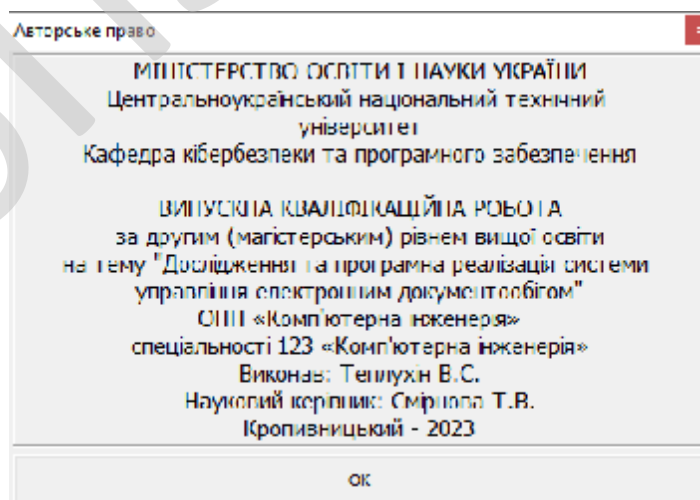 Авторське право
МІНІСТЕРСТВО ОСВІТИ І НАУКИ УКРАЇНИ
Центральноукраїнський національний технічний
університет
Кафедра кібербезпеки та програмного забезпечення
ВИПУСКНА КВАЛІФІКАЦІЙНА РОБОТА
за другим (магістерським) рівнем вищої освіти
на тему "Дослідження та програмна реалізація системи
управління електронним документообігом"
ОПП «Комп'ютерна інженерія»
спеціальності 123 «Комп'ютерна інженерія»
Виконав: Теплухін В.С.
Науковий керівник: Смірнова Т.В.
Кропивницький - 2023
ОК